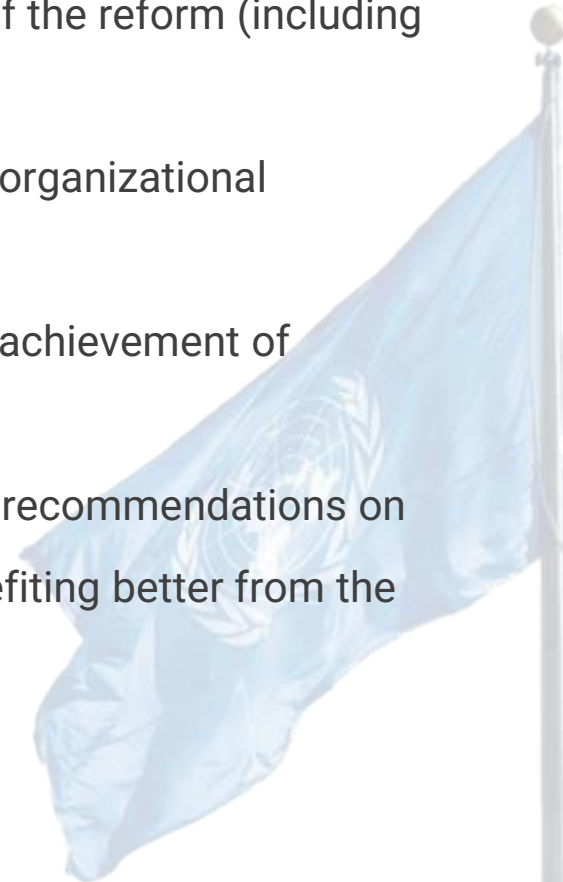 f the reform (including
organizational
achievement of
recommendations on
efiting better from the